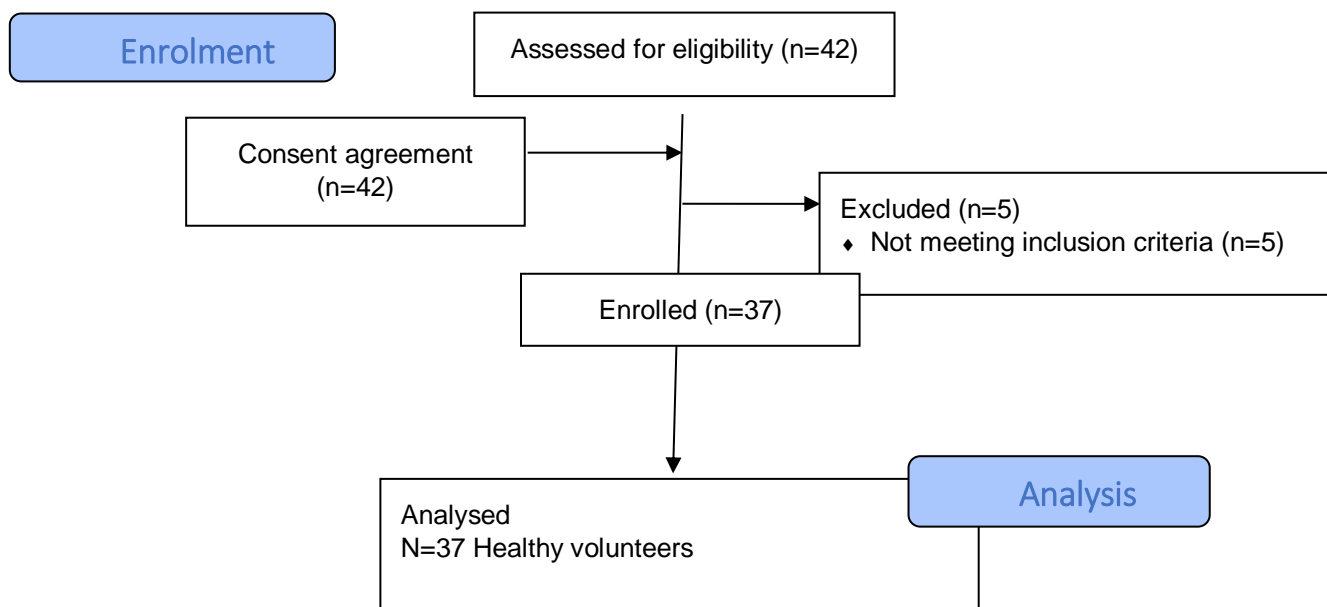 Enrolment
Assessed for eligibility (n=42)
Consent agreement
(n=42)
Excluded (n=5)
♦ Not meeting inclusion criteria (n=5)
Enrolled (n=37)
Analysis
Analysed
N=37 Healthy volunteers